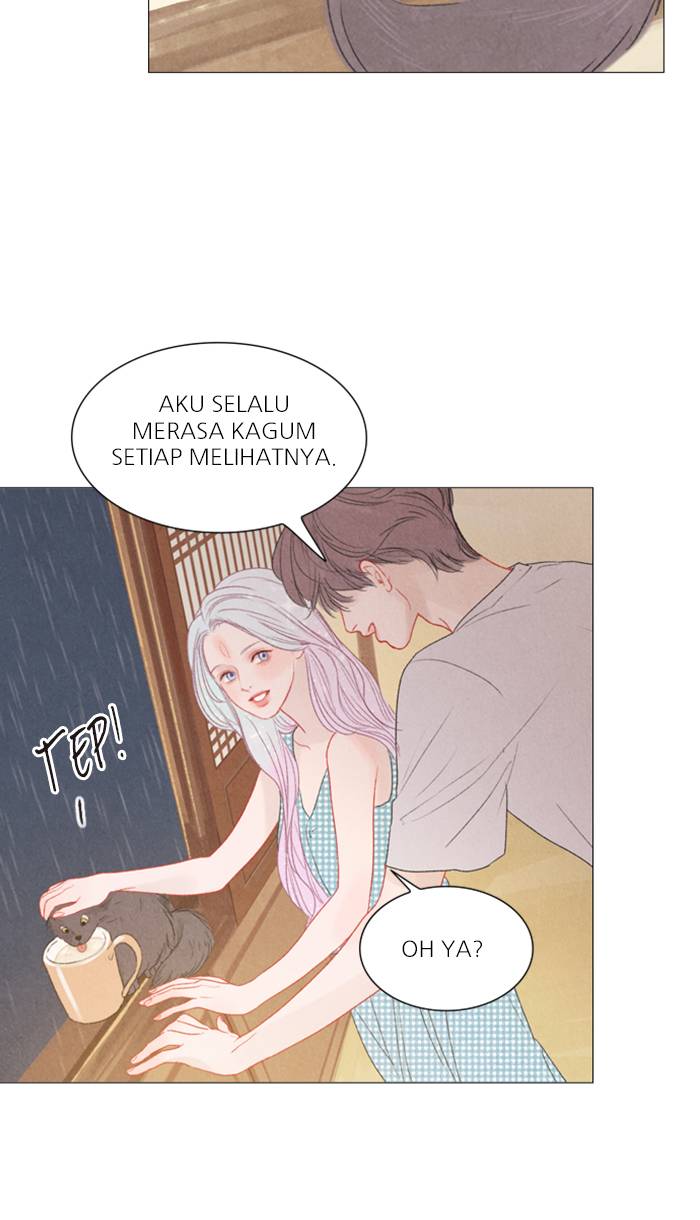 AKU SELALU
MERASA KAGUM
SETIAP MELIHATNYA.
TEP!
OH YA?